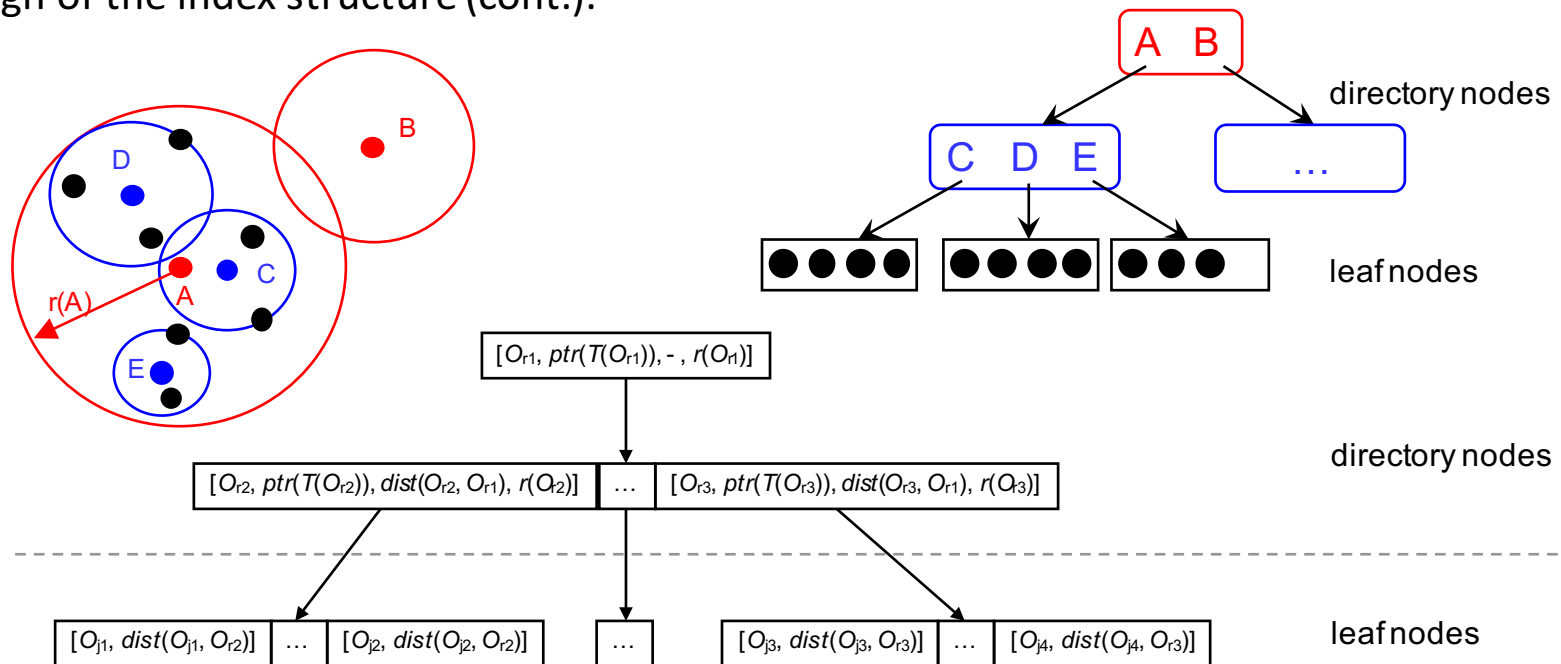 gn of the index structure (cont.):
A B
directory nodes
B
D
C D E
...
C
leaf nodes
A
r(A)
E
[Or1, ptr(T(Or1)), - , r(Or1)]
directory nodes
[Or2, ptr(T(Or2)), dist(Or2, Or1), r(Or2)] ... [Or3, ptr(T(Or3)), dist(Or3, Or1), r(Or3)]
[Oj1, dist(Oj1, Or2)] ... [Oj2, dist(Oj2, Or2)] ... [Oj3, dist(Oj3, Or3)] ... [Oj4, dist(Oj4, Or3)]
leaf nodes